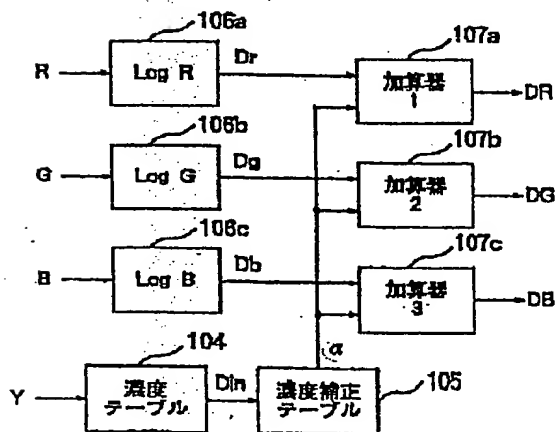 106a
107a
R
Log R
Dr
加算器
1
DR
106b
107b
G
Log G
Dg
加算器
2
DG
106c
107c
B
Log B
Db
加算器
3
DB
104
α
Y
濃度
テーブル
Din
濃度補正
テーブル
105